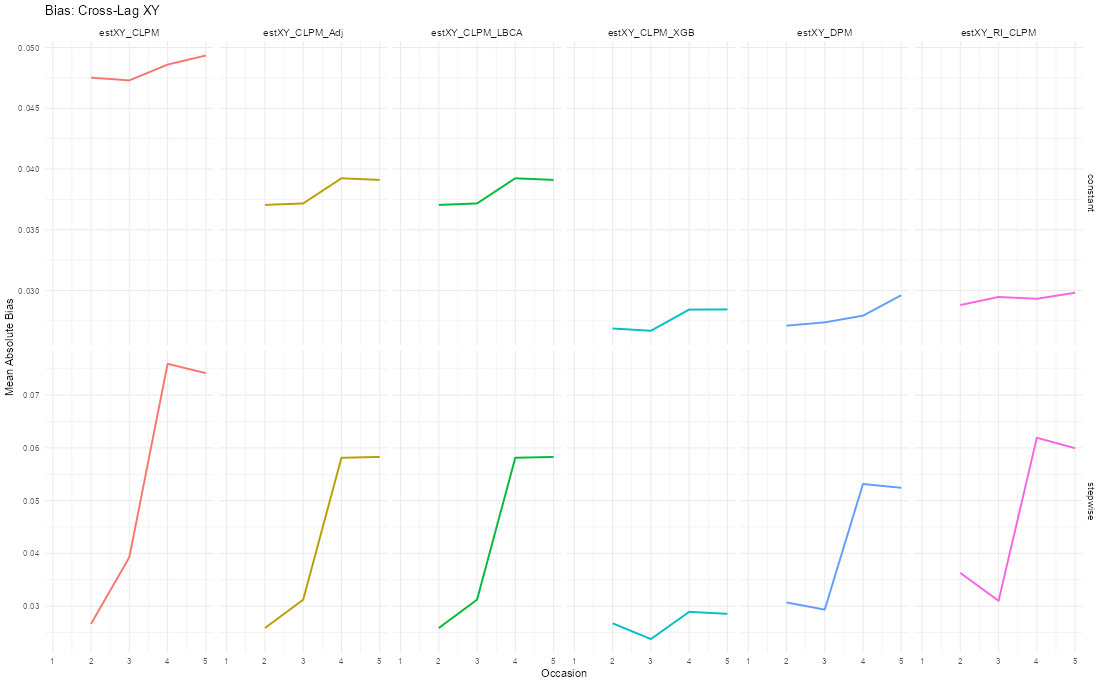 Bias: Cross-Lag XY
estXY_CLPM estXY_CLPM_Adj estXY_CLPM_LBCA estXY_CLPM_XGB estXY_DPM estXY_RI_CLPM
0.050
0.045
0.040
0.035
0.030
constant
Mean Absolute Bias
0.07
0.06
0.05
0.04
0.03
stepwise
1 2 3 4 5 1 2 3 4 5 1 2 3 4 5 1 2 3 4 5 1 2 3 4 5 1 2 3 4 5
Occasion